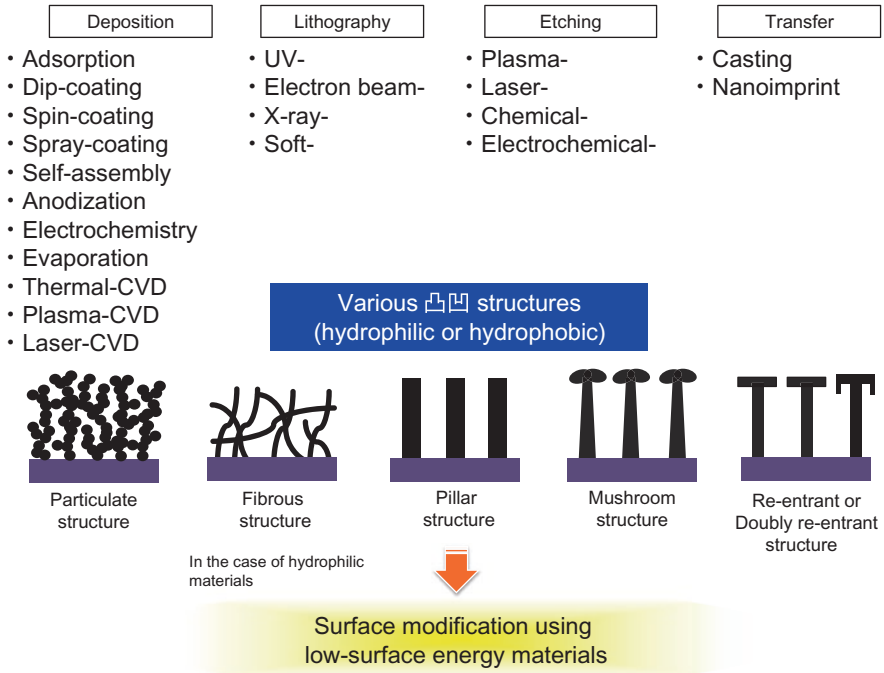 Deposition
・Adsorption
・Dip-coating
・Spin-coating
・Spray-coating
・Self-assembly
・Anodization
・Electrochemistry
・Evaporation
・Thermal-CVD
・Plasma-CVD
・Laser-CVD
Lithography
・UV-
・Electron beam-
・X-ray-
・Soft-
Etching
・Plasma-
・Laser-
・Chemical-
・Electrochemical-
Transfer
・Casting
・Nanoimprint
Various 凸凹 structures
(hydrophilic or hydrophobic)
Particulate
structure
Fibrous
structure
Pillar
structure
Mushroom
structure
Re-entrant or
Doubly re-entrant
structure
In the case of hydrophilic
materials
Surface modification using
low-surface energy materials